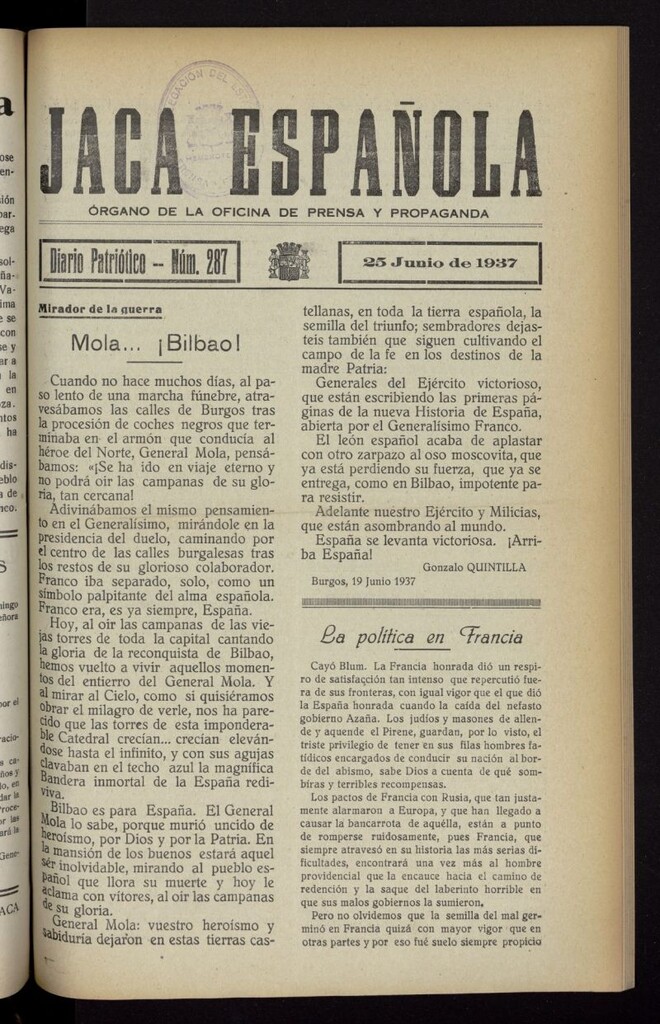 JACA ESPAÑOLA
ÓRGANO DE LA OFICINA DE PRENSA Y PROPAGANDA
Diario Patriótico -- Núm. 287
25 Junio de 1937
Mirador de la guerra
Mola... ¡Bilbao!
Cuando no hace muchos días, al pa-
so lento de una marcha fúnebre, atra-
vesábamos las calles de Burgos tras
la procesión de coches negros que ter-
minaba en el armón que conducía al
héroe del Norte, General Mola, pensá-
bamos: «¡Se ha ido en viaje eterno y
no podrá oir las campanas de su glo-
ria, tan cercana!
Adivinábamos el mismo pensamien-
to en el Generalísimo, mirándole en la
presidencia del duelo, caminando por
el centro de las calles burgalesas tras
los restos de su glorioso colaborador.
Franco iba separado, solo, como un
símbolo palpitante del alma española.
Franco era, es ya siempre, España.
Hoy, al oir las campanas de las vie-
jas torres de toda la capital cantando
la gloria de la reconquista de Bilbao,
hemos vuelto a vivir aquellos momen-
tos del entierro del General Mola. Y
al mirar al Cielo, como si quisiéramos
obrar el milagro de verle, nos ha pare-
cido que las torres de esta impondera-
ble Catedral crecían... crecían eleván-
dose hasta el infinito, y con sus agujas
clavaban en el techo azul la magnífica
Bandera inmortal de la España redi-
viva.
Bilbao es para España. El General
Mola lo sabe, porque murió uncido de
heroísmo, por Dios y por la Patria. En
la mansión de los buenos estará aquel
ser inolvidable, mirando al pueblo es-
pañol que llora su muerte y hoy le
aclama con vítores, al oir las campanas
de su gloria.
General Mola: vuestro heroísmo y
sabiduría dejaron en estas tierras cas-
tellanas, en toda la tierra española, la
semilla del triunfo; sembradores dejas-
teis también que siguen cultivando el
campo de la fe en los destinos de la
madre Patria:
Generales del Ejército victorioso,
que están escribiendo las primeras pá-
ginas de la nueva Historia de España,
abierta por el Generalísimo Franco.
El león español acaba de aplastar
con otro zarpazo al oso moscovita, que
ya está perdiendo su fuerza, que ya se
entrega, como en Bilbao, impotente pa-
ra resistir.
Adelante nuestro Ejército y Milicias,
que están asombrando al mundo.
España se levanta victoriosa. ¡Arri-
ba España!
Gonzalo QUINTILLA
Burgos, 19 Junio 1937
La política en Francia
Cayó Blum. La Francia honrada dió un respi-
ro de satisfacción tan intenso que repercutió fue-
ra de sus fronteras, con igual vigor que el que dió
la España honrada cuando la caída del nefasto
gobierno Azaña. Los judíos y masones de allen-
de y aquende el Pirene, guardan, por lo visto, el
triste privilegio de tener en sus filas hombres fa-
tídicos encargados de conducir su nación al bor-
de del abismo, sabe Dios a cuenta de qué som-
bíras y terribles recompensas.
Los pactos de Francia con Rusia, que tan justa-
mente alarmaron a Europa, y que han llegado a
causar la bancarrota de aquélla, están a punto
de romperse ruidosamente, pues Francia, que
siempre atravesó en su historia las más serias di-
ficultades, encontrará una vez más al hombre
providencial que la encauce hacia el camino de
redención y la saque del laberinto horrible en
que sus malos gobiernos la sumieron.
Pero no olvidemos que la semilla del mal ger-
minó en Francia quizá con mayor vigor que en
otras partes y por eso fué suelo siempre propicio